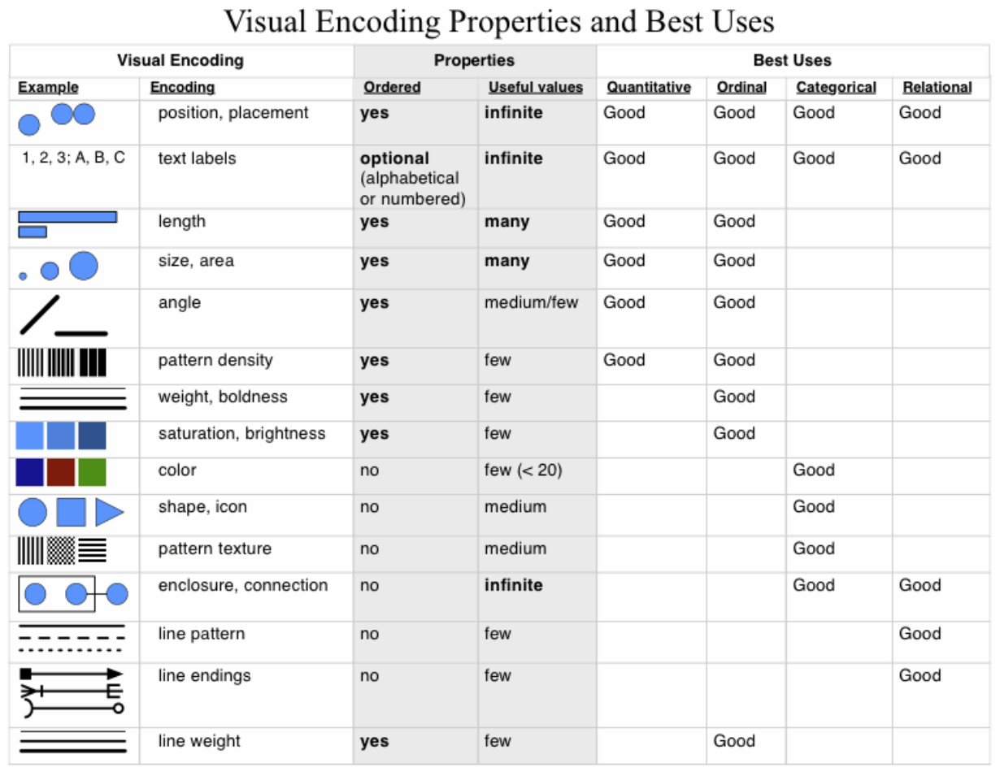 Visual Encoding Properties and Best Uses
Visual Encoding Properties Best Uses
Example Encoding Ordered Useful values Quantitative Ordinal Categorical Relational
position, placement yes infinite Good Good Good Good
1, 2, 3; A, B, C text labels optional infinite Good Good Good Good
(alphabetical
or numbered)
length yes many Good Good
size, area yes many Good Good
angle yes medium/few Good Good
pattern density yes few Good Good
weight, boldness yes few Good
saturation, brightness yes few Good
color no few (< 20) Good
shape, icon no medium Good
pattern texture no medium Good
enclosure, connection no infinite Good Good
line pattern no few Good
line endings no few Good
line weight yes few Good